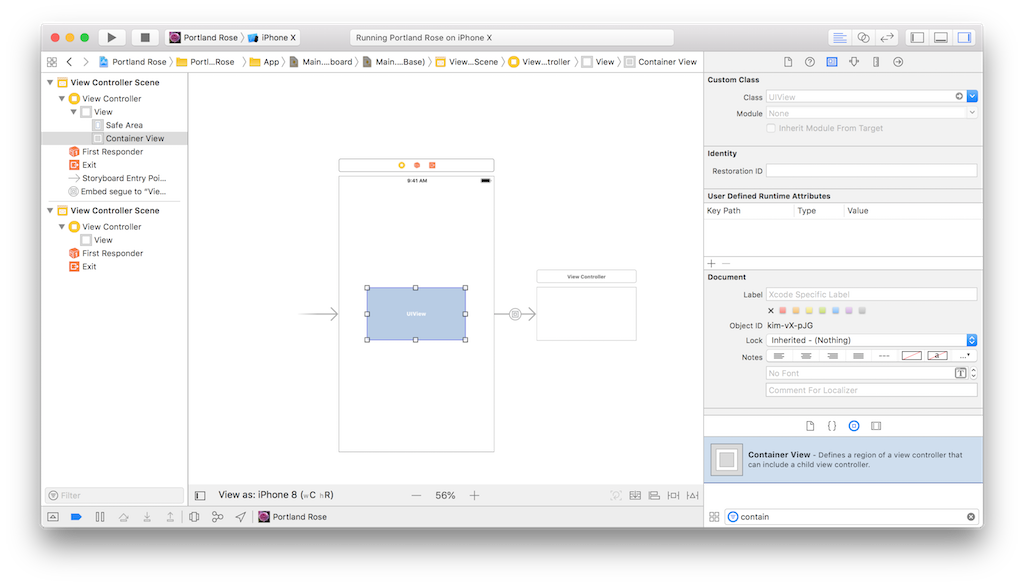 Portland Rose
iPhone X
Running Portland Rose on iPhone X
Portland Rose
Portl...Rose
App
Main....board
Main....Base)
View...Scene
View...troller
View
Container View
View Controller Scene
View Controller
View
Safe Area
Container View
First Responder
Exit
Storyboard Entry Poi...
Embed segue to "Vie...
View Controller Scene
View Controller
View
First Responder
Exit
Filter
9:41 AM
UIView
View Controller
View as: iPhone 8 (wC hR)
56%
Portland Rose
Custom Class
Class UIView
Module None
Inherit Module From Target
Identity
Restoration ID
User Defined Runtime Attributes
Key Path Type Value
Document
Label Xcode Specific Label
Object ID kim-vX-pJG
Lock Inherited - (Nothing)
Notes
No Font
Comment For Localizer
Container View - Defines a region of a view controller that
can include a child view controller.
contain